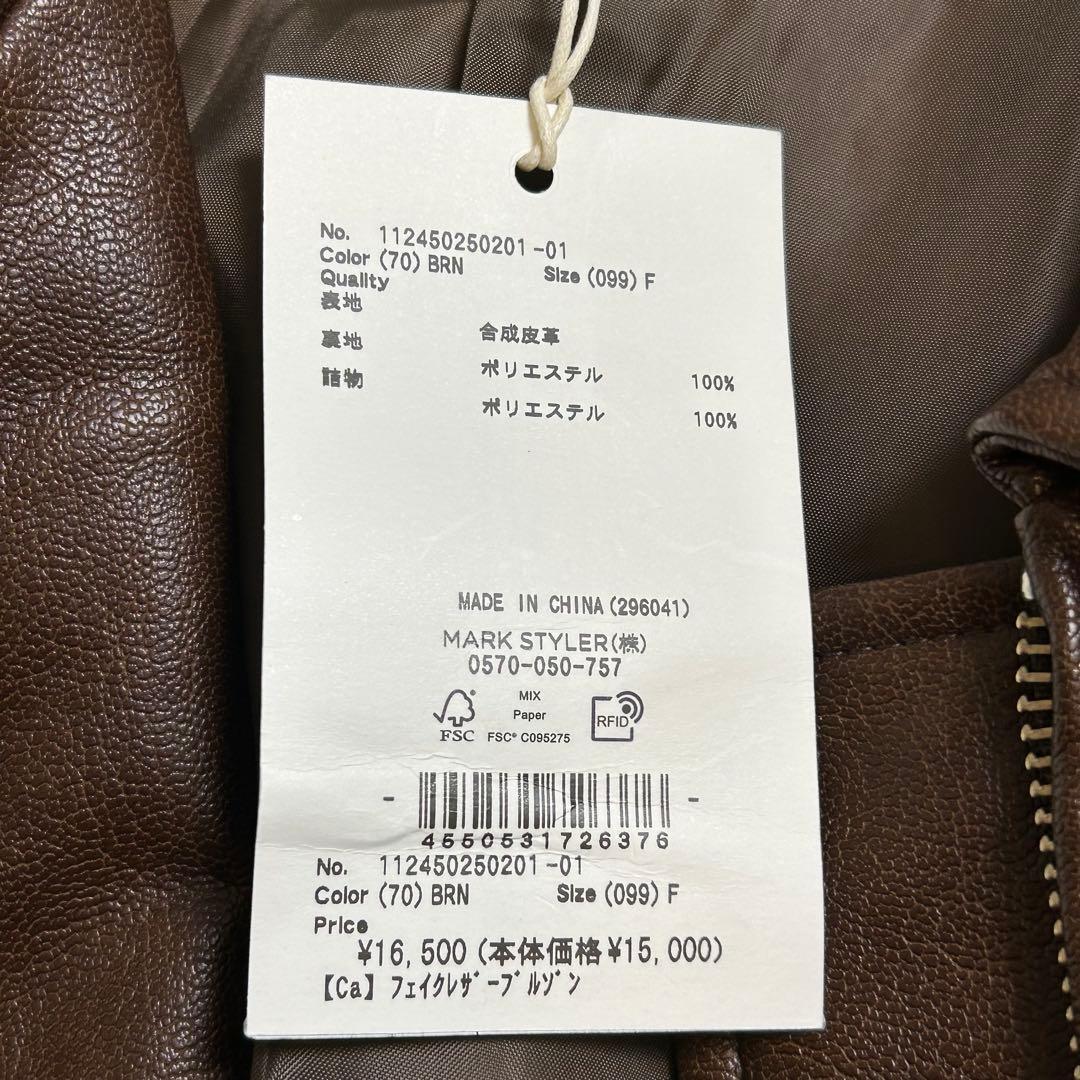 No. 112450250201-01
Color (70) BRN Size (099) F
Quality
表地
合成皮革
裏地
ポリエステル 100%
詰物
ポリエステル 100%
MADE IN CHINA (296041)
MARK STYLER(株)
0570-050-757
FSC MIX
Paper
FSC® C095275
RFID
4550531726376
No. 112450250201-01
Color (70) BRN Size (099) F
Price
¥16,500 (本体価格¥15,000)
【Ca】ﾌｪｲｸﾚｻﾞｰﾌﾞﾙｿﾞﾝ